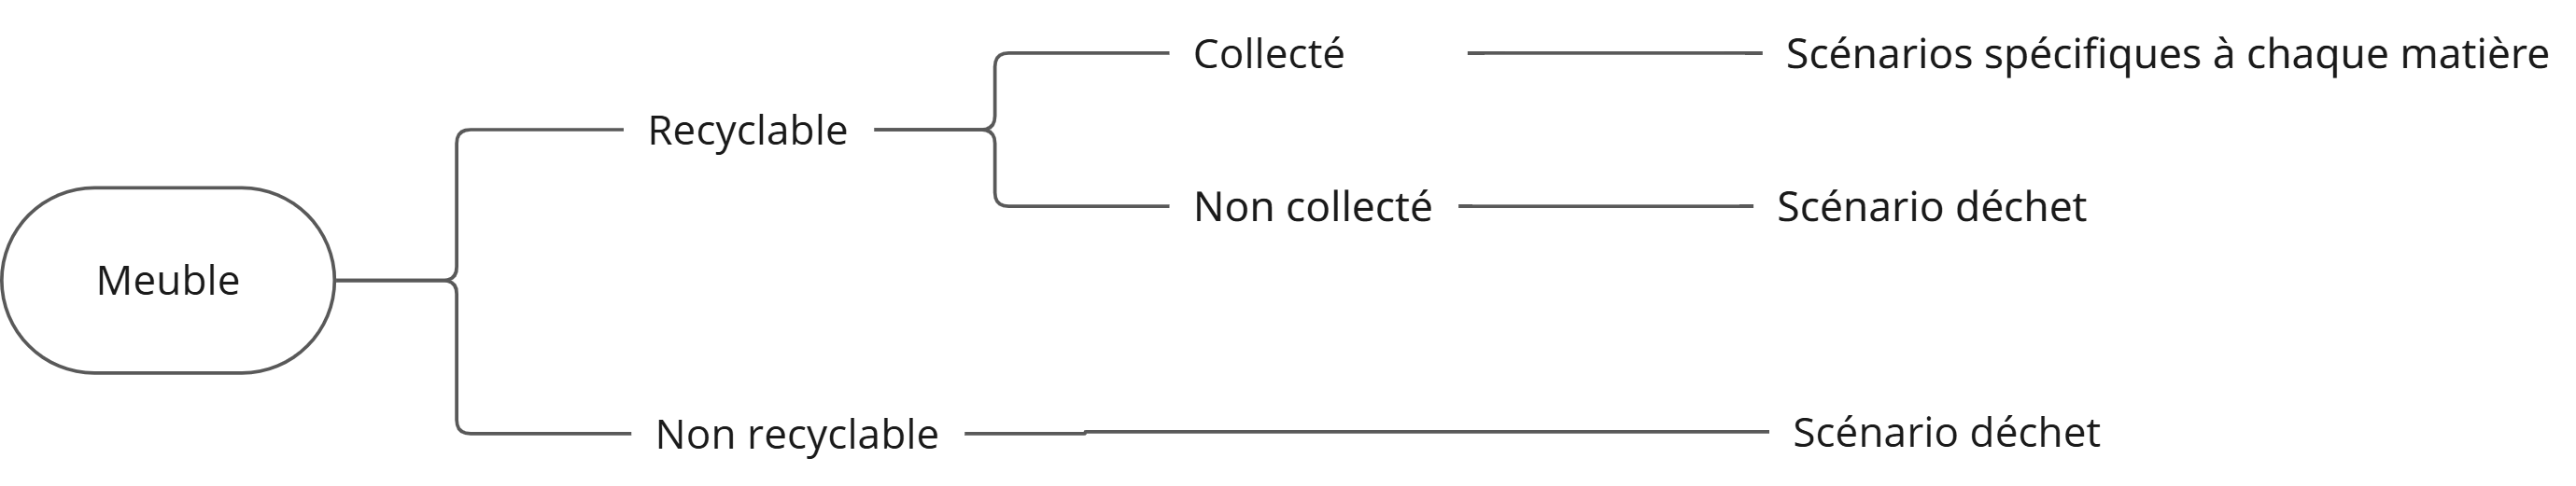 Collecté
Scénarios spécifiques à chaque matière
Recyclable
Non collecté
Scénario déchet
Meuble
Non recyclable
Scénario déchet